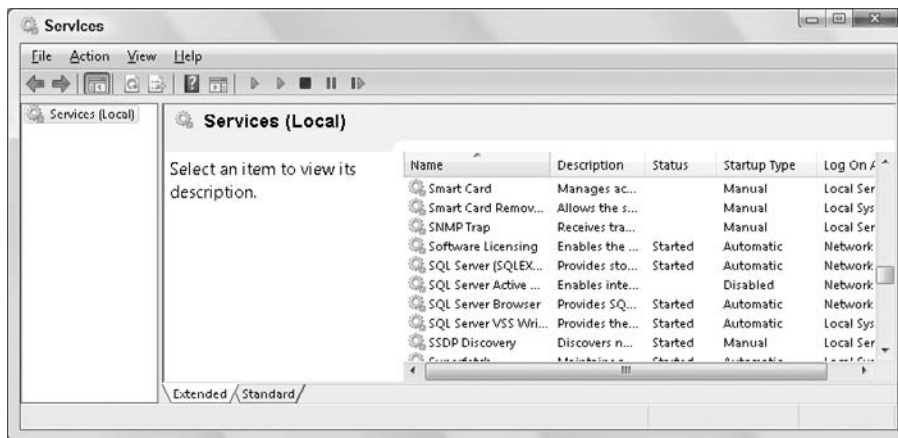 Services
File Action View Help
Services (Local)
Services (Local)
Select an item to view its
description.
Name Description Status Startup Type Log On A
Smart Card Manages ac... Manual Local Ser
Smart Card Remov... Allows the s... Manual Local Sys
SNMP Trap Receives tra... Manual Local Ser
Software Licensing Enables the ... Started Automatic Network
SQL Server (SQLEX... Provides sto... Started Automatic Network
SQL Server Active ... Enables inte... Disabled Network
SQL Server Browser Provides SQ... Started Automatic Network
SQL Server VSS Wri... Provides the... Started Automatic Local Sys
SSDP Discovery Discovers n... Started Manual Local Ser
Extended Standard